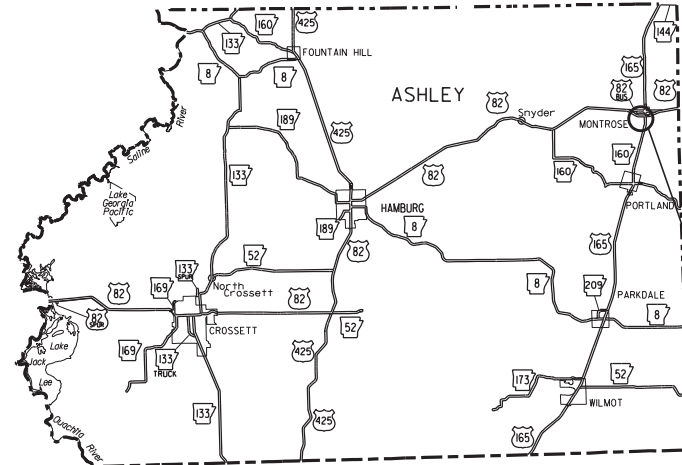 160
425
133
FOUNTAIN HILL
8
8
144
165
82
BUS.
82
ASHLEY
82
Snyder
MONTROSE
189
425
Saline
River
133
160
160
82
Lake
Georgia
Pacific
HAMBURG
PORTLAND
189
8
82
165
52
133
SPUR
North
Crossett
8
209
PARKDALE
82
169
82
8
82
SPUR
52
CROSSETT
Lake
Jack
Lee
169
133
TRUCK
425
173
52
WILMOT
133
425
165
Ouachita
River